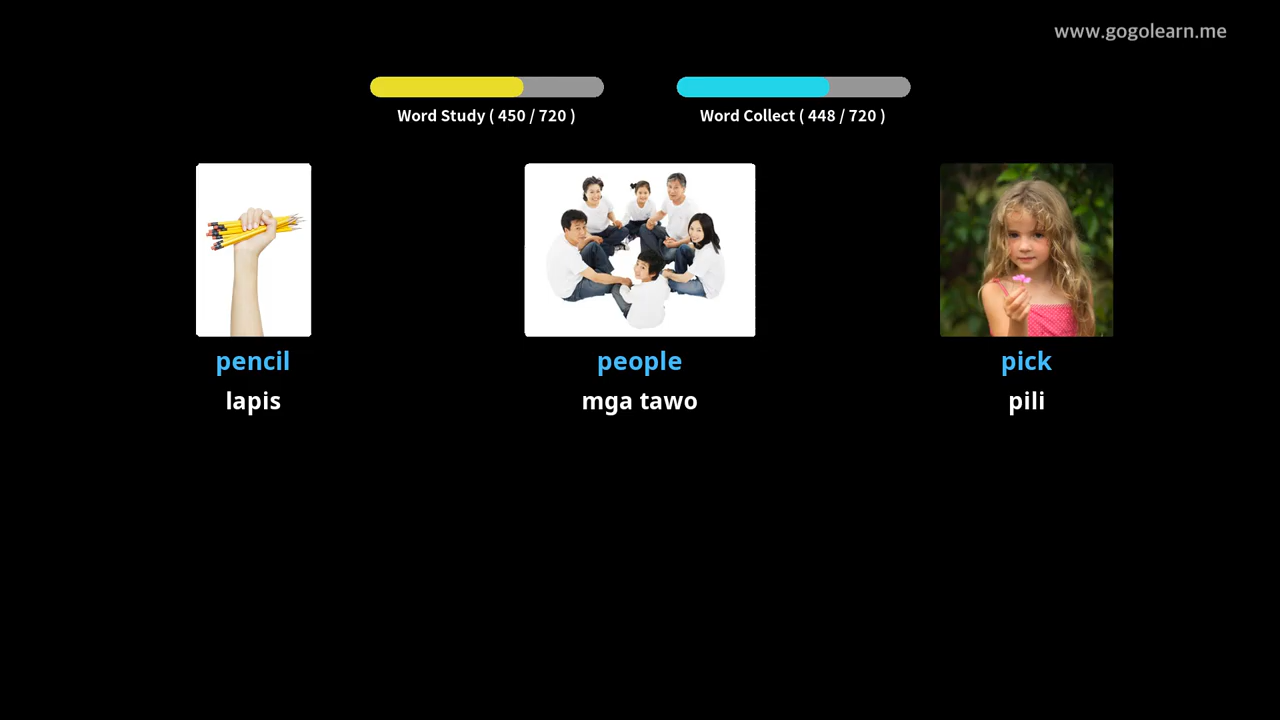 www.gogolearn.me
Word Study ( 450 / 720 )
Word Collect ( 448 / 720 )
pencil
lapis
people
mga tawo
pick
pili